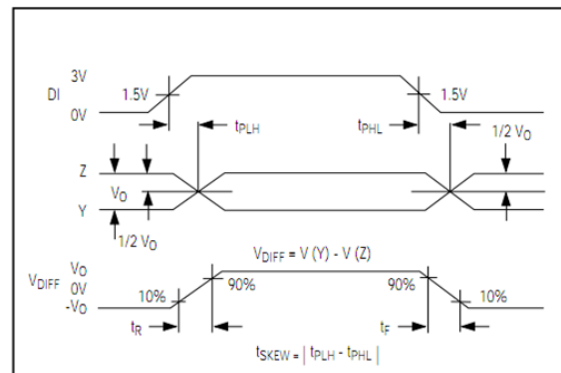 3V
DI 1.5V 1.5V
0V
tPLH tPHL 1/2 VO
Z
VO
Y
1/2 VO
VDIFF = V (Y) - V (Z)
VO
VDIFF 0V 90% 90%
-VO 10% 10%
tR tF
tSKEW = | tPLH - tPHL |